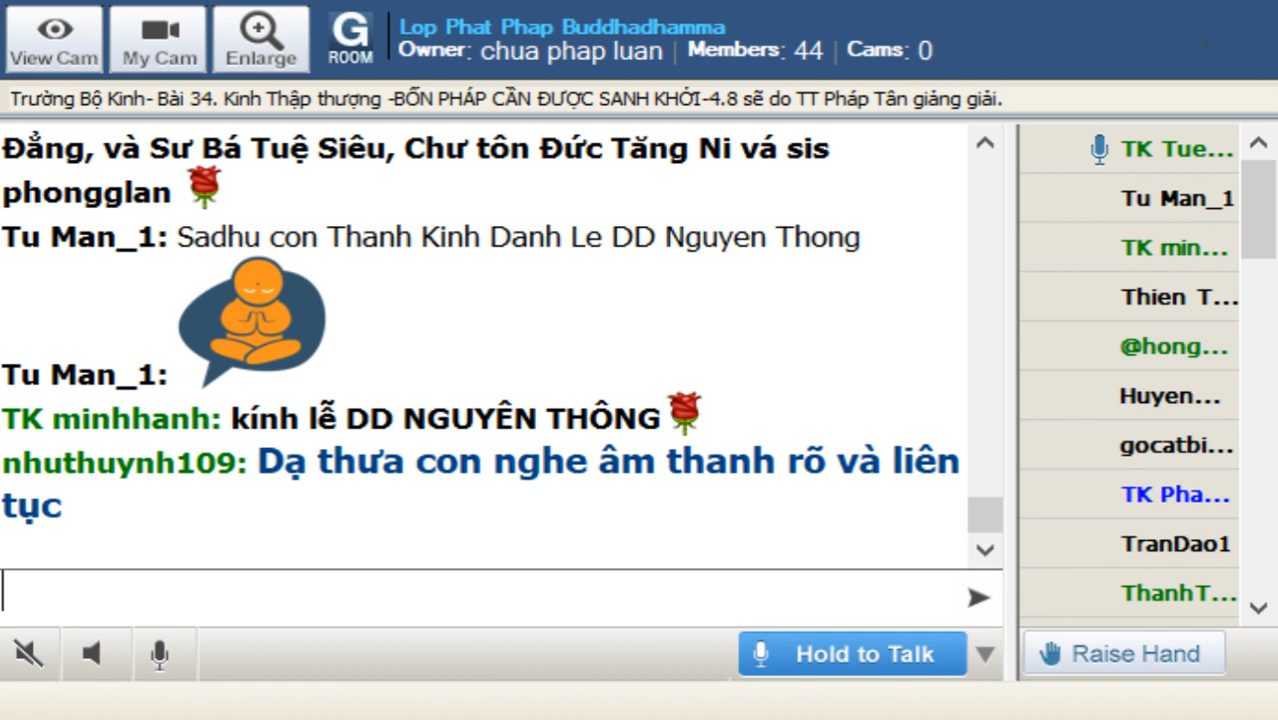 View Cam
My Cam
Enlarge
G ROOM
Lop Phat Phap Buddhadhamma
Owner: chua phap luan | Members: 44 | Cams: 0
Trường Bộ Kinh- Bài 34. Kinh Thập thượng -BỐN PHÁP CẦN ĐƯỢC SANH KHỞI-4.8 sẽ do TT Pháp Tân giảng giải.
Đẳng, và Sư Bá Tuệ Siêu, Chư tôn Đức Tăng Ni vá sis
phongglan
Tu Man_1: Sadhu con Thanh Kinh Danh Le DD Nguyen Thong
Tu Man_1:
TK minhhanh: kính lễ DD NGUYÊN THÔNG
nhuthuynh109: Dạ thưa con nghe âm thanh rõ và liên
tục
TK Tue...
Tu Man_1
TK min...
Thien T...
@hong...
Huyen...
gocatbi...
TK Pha...
TranDao1
ThanhT...
Hold to Talk
Raise Hand